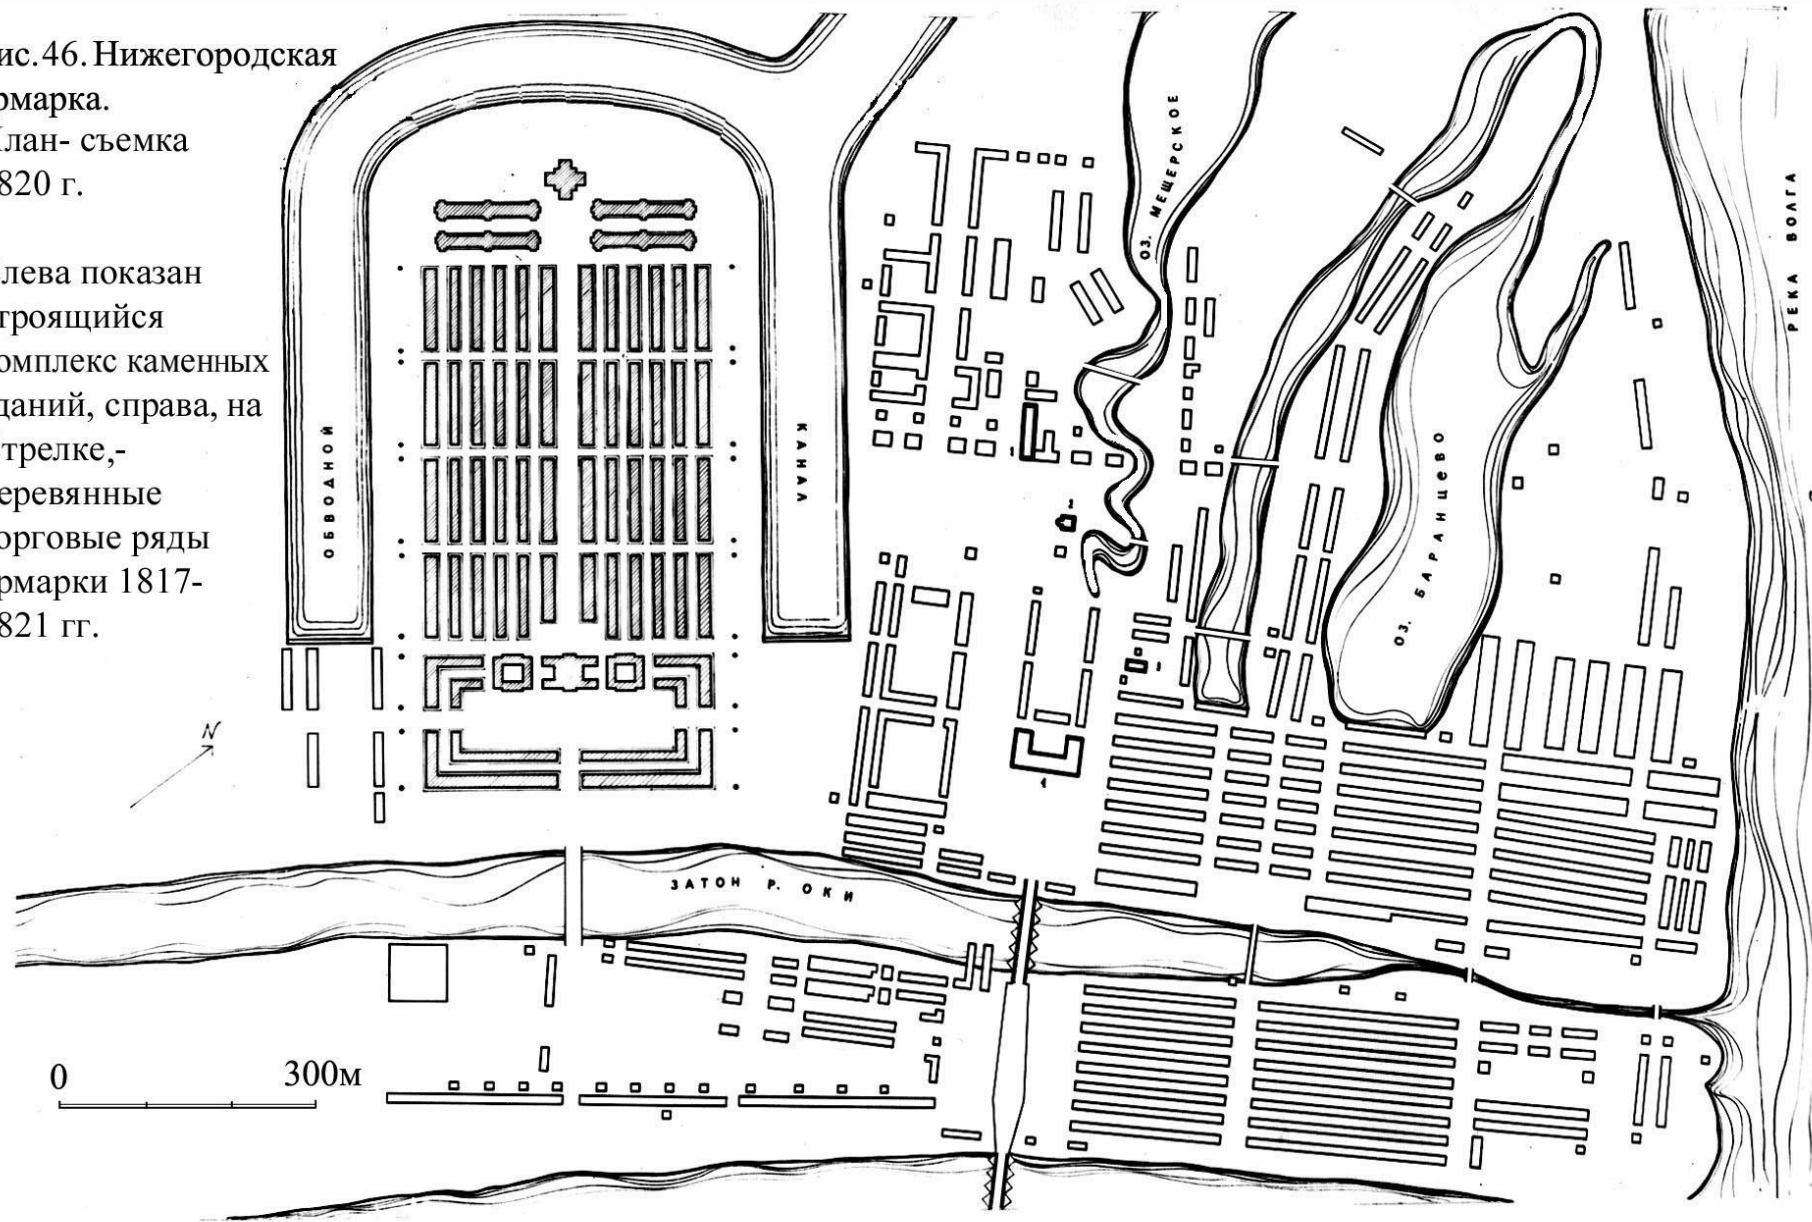 ис.46. Нижегородская
рмарка.
лан- съемка
820 г.
лева показан
троящийся
омплекс каменных
даний, справа, на
трелке,-
еревянные
орговые ряды
рмарки 1817-
821 гг.
ОБВОДНОЙ
КАНАЛ
ОЗ. МЕЩЕРСКОЕ
ОЗ. БАРАНЦЕВО
РЕКА ВОЛГА
ЗАТОН Р. ОКИ
N
0 300м